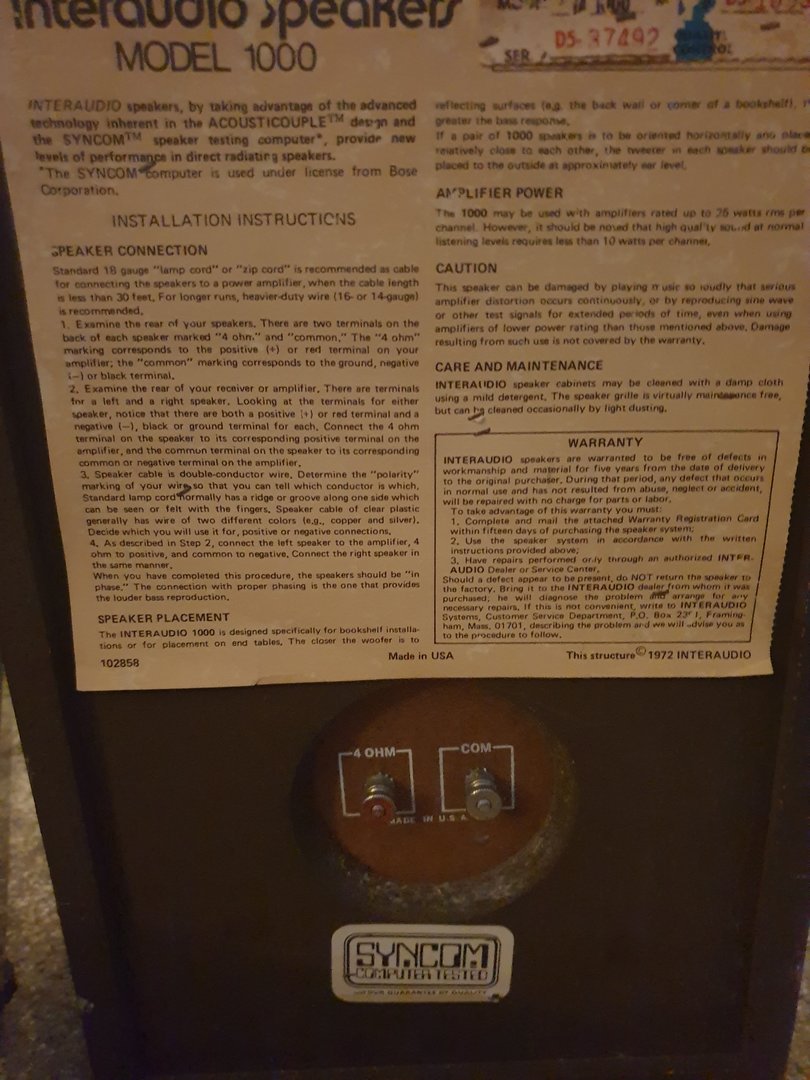 Interaudio Speakers
MODEL 1000
D5-37492
SER
CONTROL
INTERAUDIO speakers, by taking advantage of the advanced
technology inherent in the ACOUSTICOUPLE™ design and
the SYNCOM™ speaker testing computer*, provide new
levels of performance in direct radiating speakers.
*The SYNCOM computer is used under license from Bose
Corporation.
INSTALLATION INSTRUCTIONS
SPEAKER CONNECTION
Standard 18 gauge "lamp cord" or "zip cord" is recommended as cable
for connecting the speakers to a power amplifier, when the cable length
is less than 30 feet. For longer runs, heavier-duty wire (16- or 14-gauge)
is recommended.
1. Examine the rear of your speakers. There are two terminals on the
back of each speaker marked "4 ohm" and "common." The "4 ohm"
marking corresponds to the positive (+) or red terminal on your
amplifier; the "common" marking corresponds to the ground, negative
(—) or black terminal.
2. Examine the rear of your receiver or amplifier. There are terminals
for a left and a right speaker. Looking at the terminals for either
speaker, notice that there are both a positive (+) or red terminal and a
negative (—), black or ground terminal for each. Connect the 4 ohm
terminal on the speaker to its corresponding positive terminal on the
amplifier, and the common terminal on the speaker to its corresponding
common or negative terminal on the amplifier.
3. Speaker cable is double-conductor wire. Determine the "polarity"
marking of your wire so that you can tell which conductor is which.
Standard lamp cord normally has a ridge or groove along one side which
can be seen or felt with the fingers. Speaker cable of clear plastic
generally has wire of two different colors (e.g., copper and silver).
Decide which you will use it for, positive or negative connections.
4. As described in Step 2, connect the left speaker to the amplifier, 4
ohm to positive, and common to negative. Connect the right speaker in
the same manner.
When you have completed this procedure, the speakers should be "in
phase." The connection with proper phasing is the one that provides
the louder bass reproduction.
SPEAKER PLACEMENT
The INTERAUDIO 1000 is designed specifically for bookshelf installa-
tions or for placement on end tables. The closer the woofer is to
102858
reflecting surfaces (e.g. the back wall or corner of a bookshelf),
greater the bass response.
If a pair of 1000 speakers is to be oriented horizontally and place
relatively close to each other, the tweeter in each speaker should be
placed to the outside at approximately ear level.
AMPLIFIER POWER
The 1000 may be used with amplifiers rated up to 25 watts rms per
channel. However, it should be noted that high quality sound at normal
listening levels requires less than 10 watts per channel.
CAUTION
This speaker can be damaged by playing music so loudly that serious
amplifier distortion occurs continuously, or by reproducing sine wave
or other test signals for extended periods of time, even when using
amplifiers of lower power rating than those mentioned above. Damage
resulting from such use is not covered by the warranty.
CARE AND MAINTENANCE
INTERAUDIO speaker cabinets may be cleaned with a damp cloth
using a mild detergent. The speaker grille is virtually maintenance free,
but can be cleaned occasionally by light dusting.
WARRANTY
INTERAUDIO speakers are warranted to be free of defects in
workmanship and material for five years from the date of delivery
to the original purchaser. During that period, any defect that occurs
in normal use and has not resulted from abuse, neglect or accident,
will be repaired with no charge for parts or labor.
To take advantage of this warranty you must:
1. Complete and mail the attached Warranty Registration Card
within fifteen days of purchasing the speaker system;
2. Use the speaker system in accordance with the written
instructions provided above;
3. Have repairs performed only through an authorized INTER-
AUDIO Dealer or Service Center.
Should a defect appear to be present, do NOT return the speaker to
the factory. Bring it to the INTERAUDIO dealer from whom it was
purchased; he will diagnose the problem and arrange for any
necessary repairs. If this is not convenient, write to INTERAUDIO
Systems, Customer Service Department, P.O. Box Framing-
ham, Mass. 01701, describing the problem and we will advise you as
to the procedure to follow.
Made in USA
This structure © 1972 INTERAUDIO
4 OHM
COM
MADE IN U.S.A.
SYNCOM
COMPUTER TESTED
YOUR GUARANTEE OF QUALITY